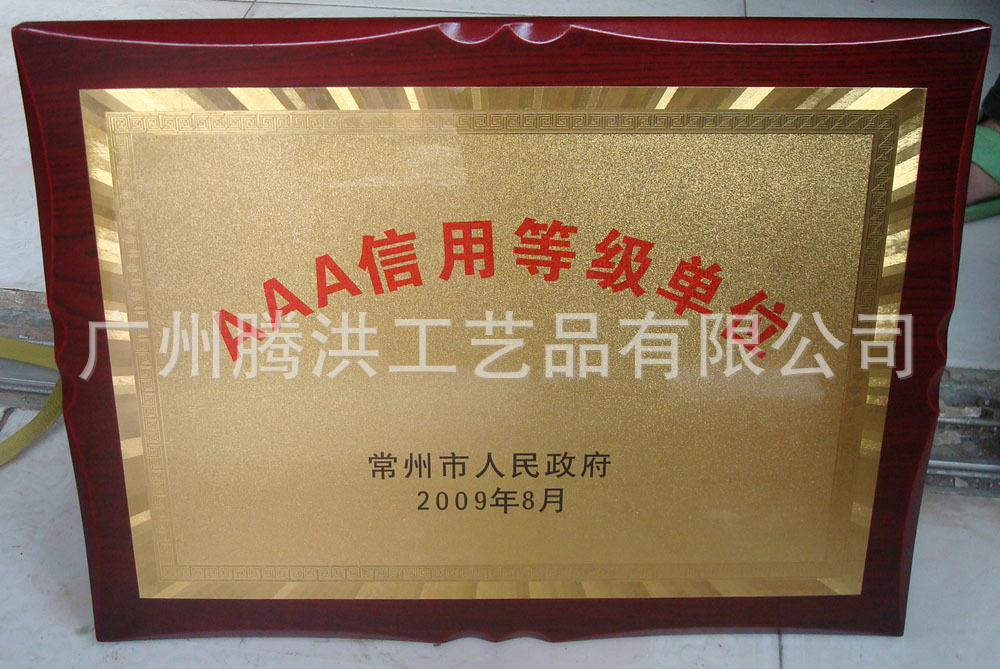 AAA信用等级单位
广州腾洪工艺品有限公司
常州市人民政府
2009年8月